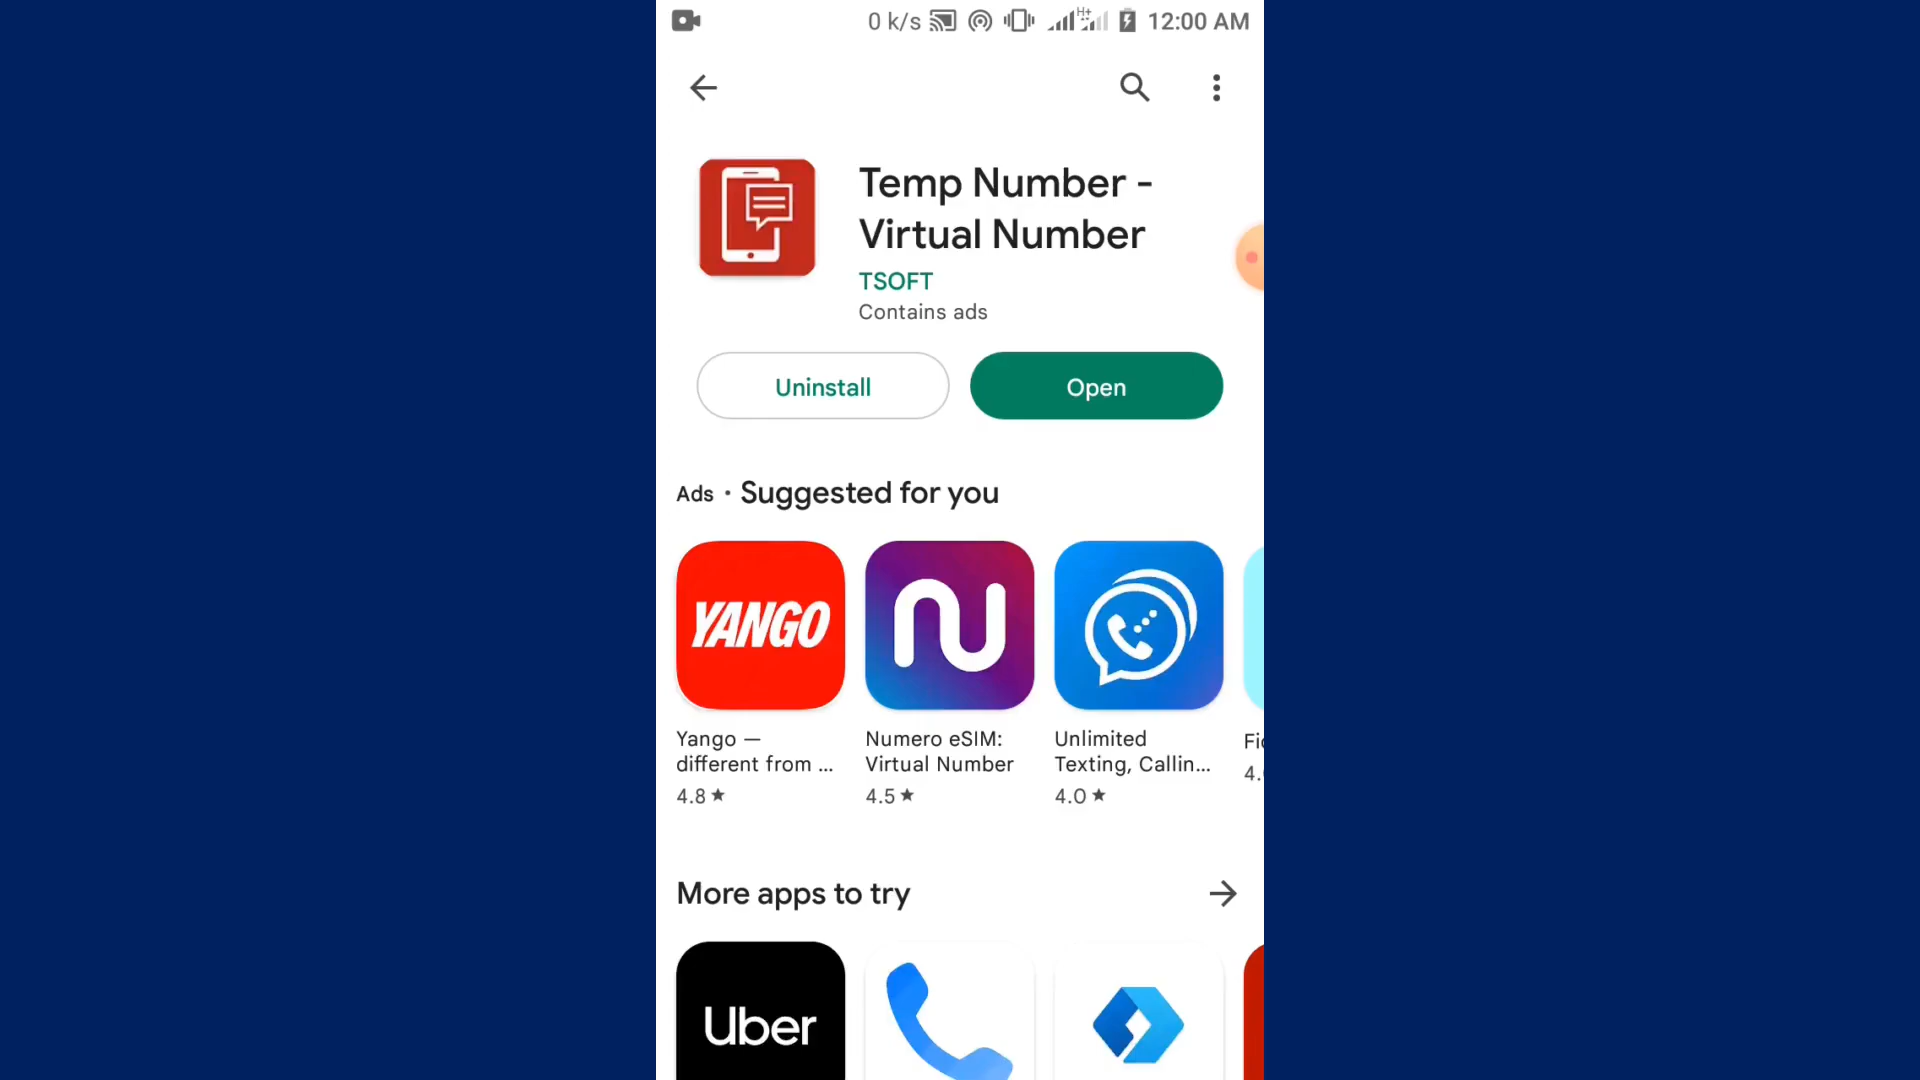 0 k/s H+ 12:00 AM
Temp Number -
Virtual Number
TSOFT
Contains ads
Uninstall Open
Ads • Suggested for you
YANGO
Yango — different from ...
4.8 ★
Numero eSIM: Virtual Number
4.5 ★
Unlimited Texting, Callin...
4.0 ★
4.
More apps to try
Uber